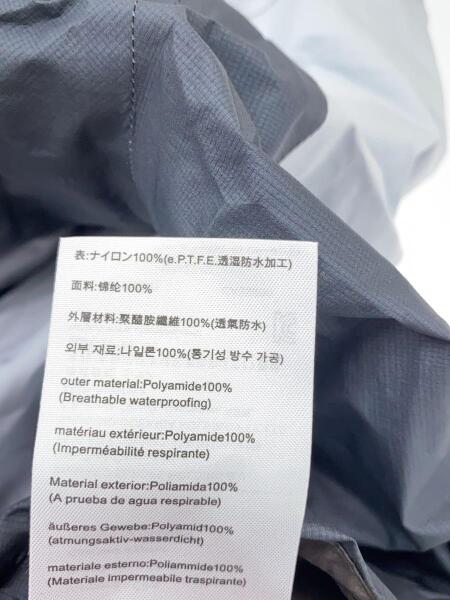 表:ナイロン100%(e.P.T.F.E.透湿防水加工)
面料:锦纶100%
外層材料:聚醯胺纖維100%(透氣防水)
외부 재료:나일론100%(통기성 방수 가공)
outer material:Polyamide100%
(Breathable waterproofing)
matériau extérieur:Polyamide100%
(Imperméabilité respirante)
Material exterior:Poliamida100%
(A prueba de agua respirable)
äußeres Gewebe:Polyamid100%
(atmungsaktiv-wasserdicht)
materiale esterno:Poliammide100%
(Materiale impermeabile traspirante)